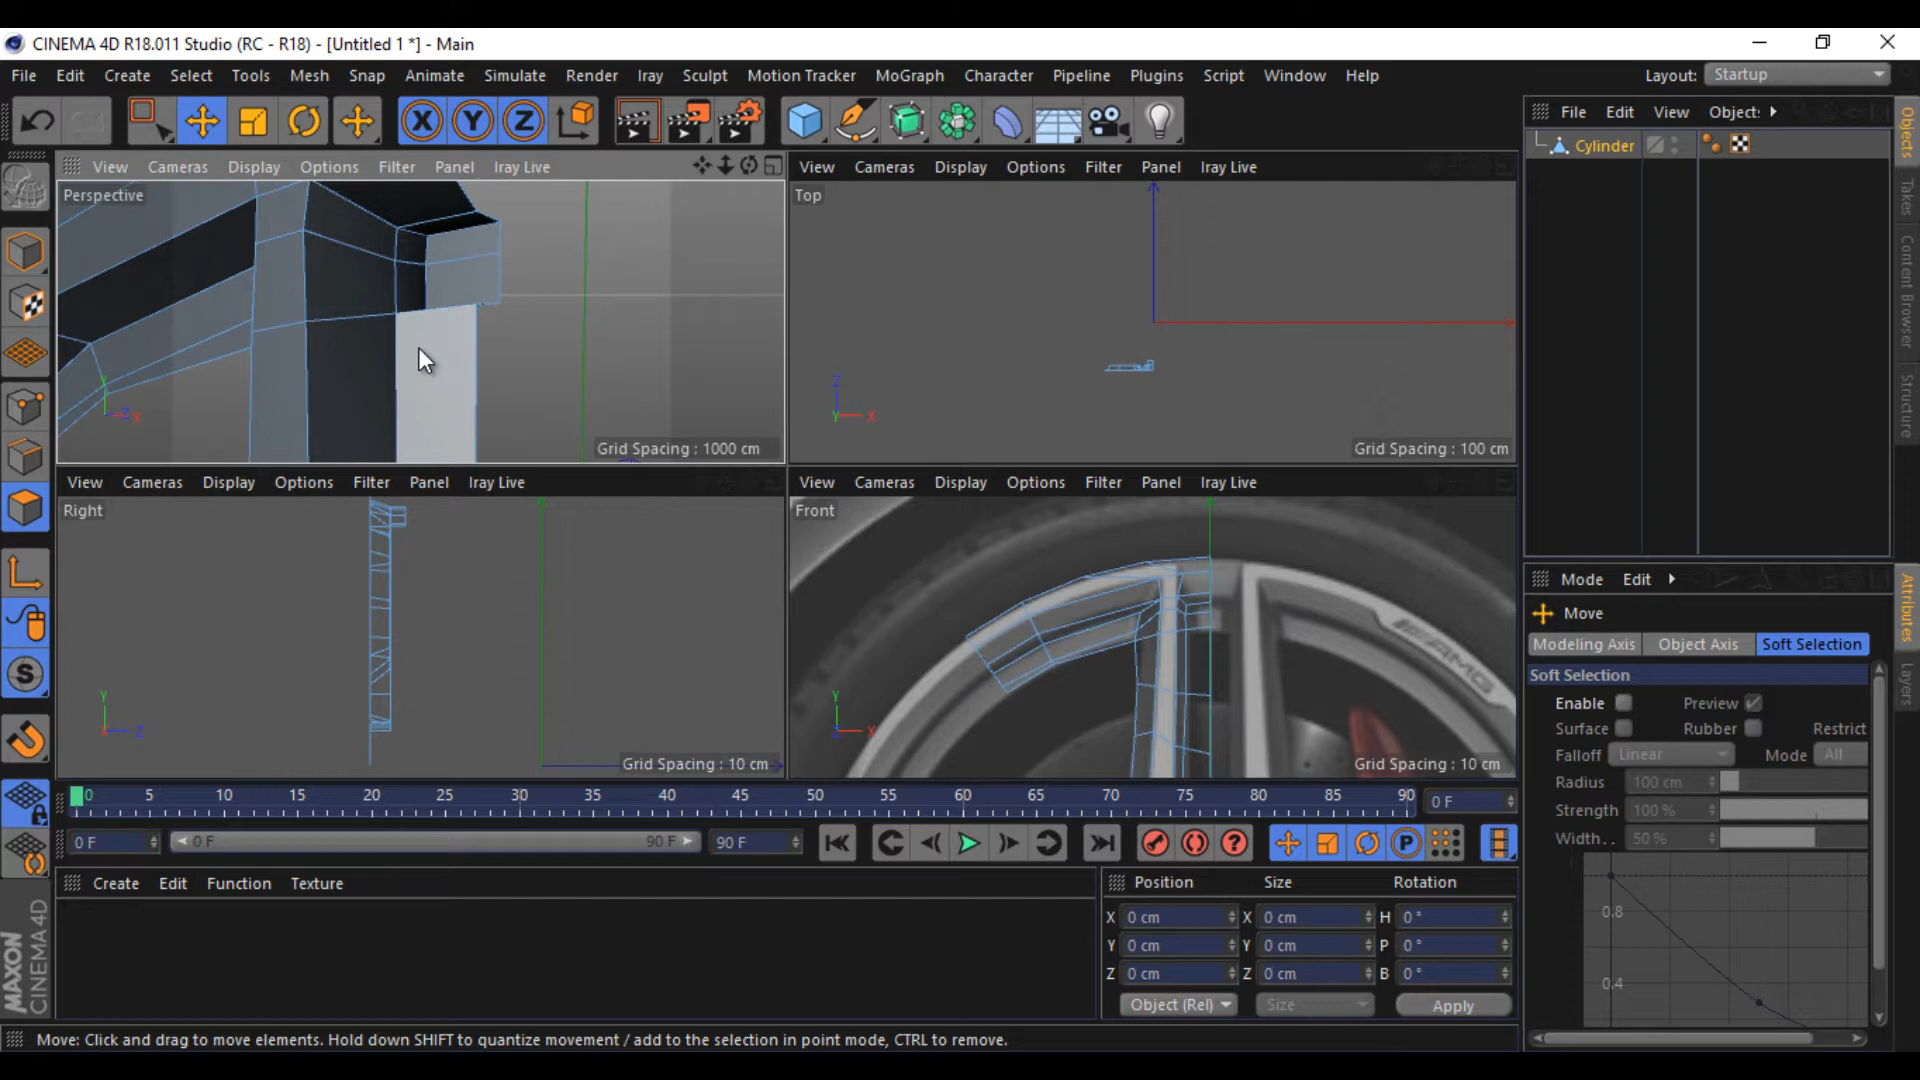 CINEMA 4D R18.011 Studio (RC - R18) - [Untitled 1 *] - Main
File Edit Create Select Tools Mesh Snap Animate Simulate Render Iray Sculpt Motion Tracker MoGraph Character Pipeline Plugins Script Window Help Layout: Startup
X Y Z
File Edit View Object:
Cylinder
View Cameras Display Options Filter Panel Iray Live
Perspective
Grid Spacing : 1000 cm
Y Z X
View Cameras Display Options Filter Panel Iray Live
Top
Grid Spacing : 100 cm
Z Y X
View Cameras Display Options Filter Panel Iray Live
Right
Grid Spacing : 10 cm
Y X Z
View Cameras Display Options Filter Panel Iray Live
Front
AMG
Grid Spacing : 10 cm
Y Z X
Objects
Takes
Content Browser
Structure
Attributes
Layers
Mode Edit
Move
Modeling Axis Object Axis Soft Selection
Soft Selection
Enable Preview
Surface Rubber Restrict
Falloff Linear Mode All
Radius 100 cm
Strength 100 %
Width.. 50 %
0.8
0.4
0 5 10 15 20 25 30 35 40 45 50 55 60 65 70 75 80 85 90 0 F
0 F 0 F 90 F 90 F
P
Create Edit Function Texture
Position Size Rotation
X 0 cm X 0 cm H 0 °
Y 0 cm Y 0 cm P 0 °
Z 0 cm Z 0 cm B 0 °
Object (Rel) Size Apply
MAXON
CINEMA 4D
Move: Click and drag to move elements. Hold down SHIFT to quantize movement / add to the selection in point mode, CTRL to remove.